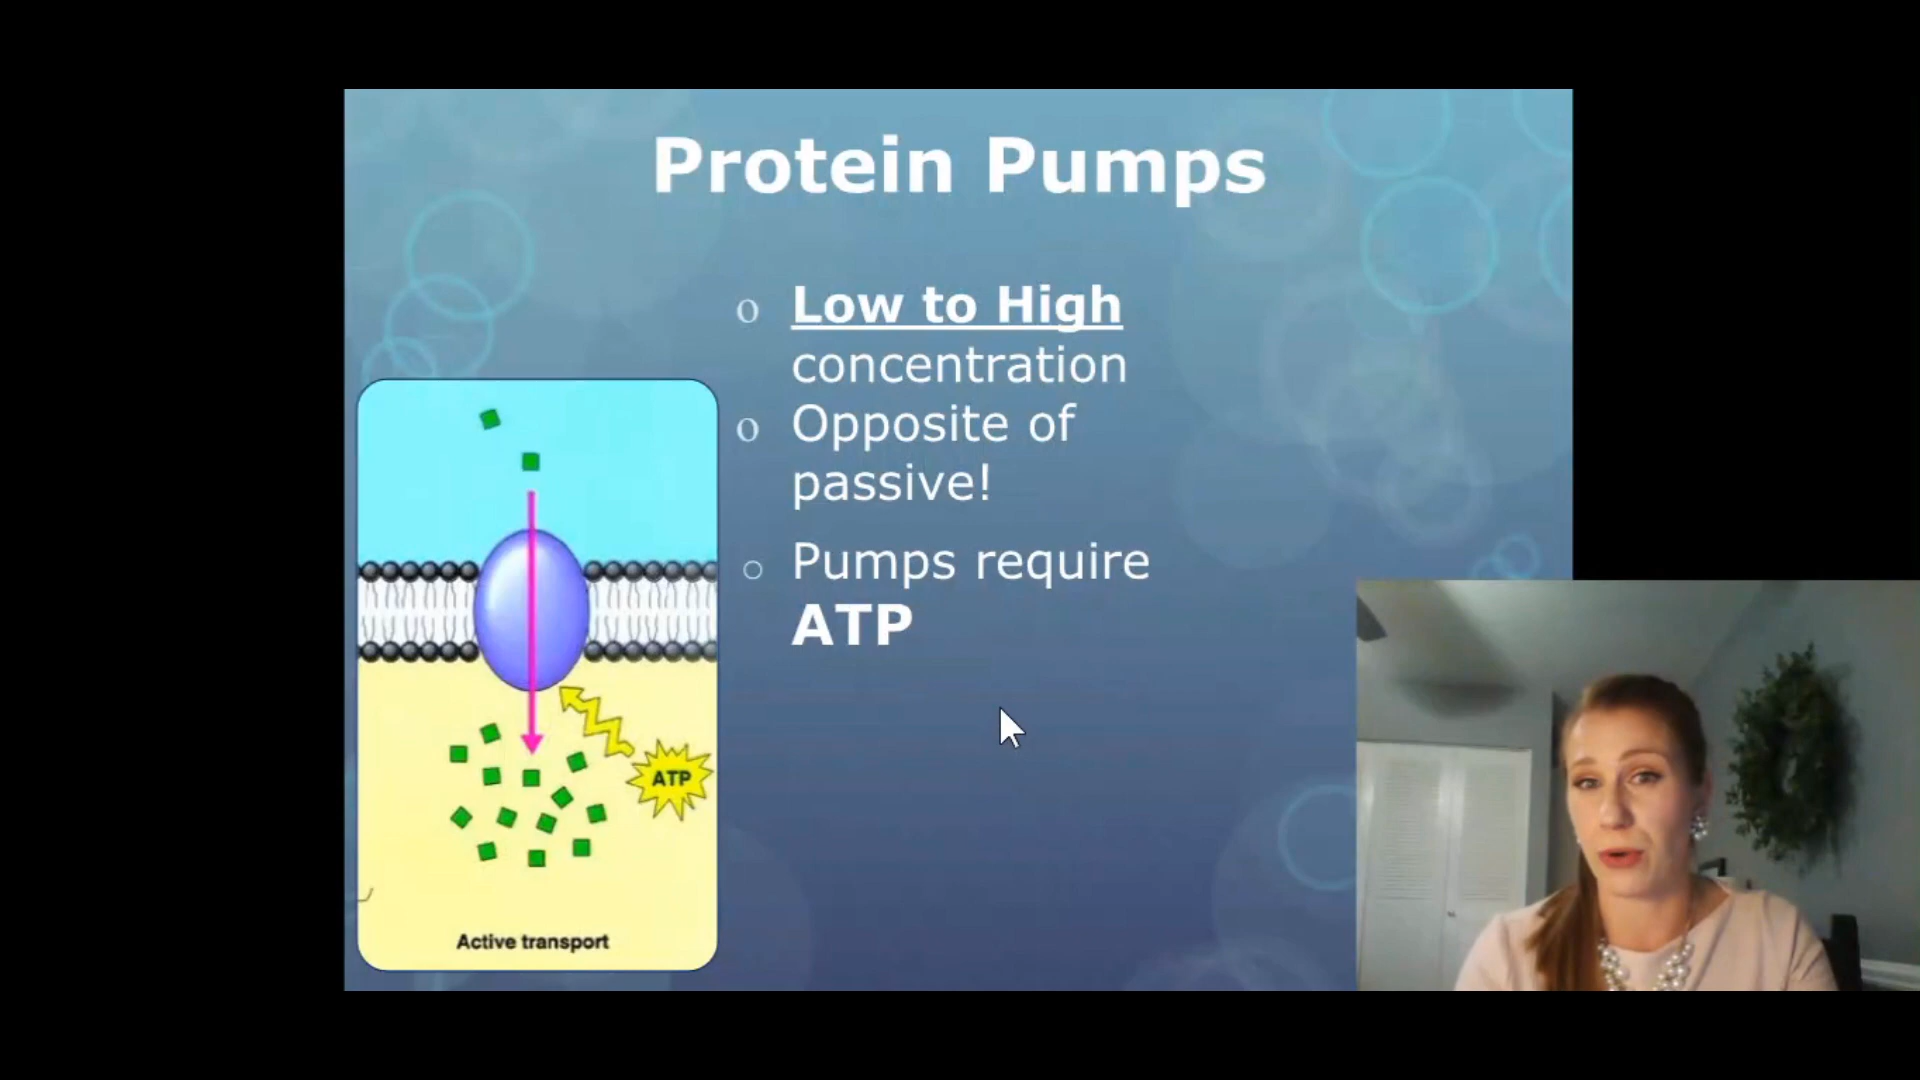 Protein Pumps
o Low to High
concentration
o Opposite of
passive!
o Pumps require
ATP
ATP
Active transport